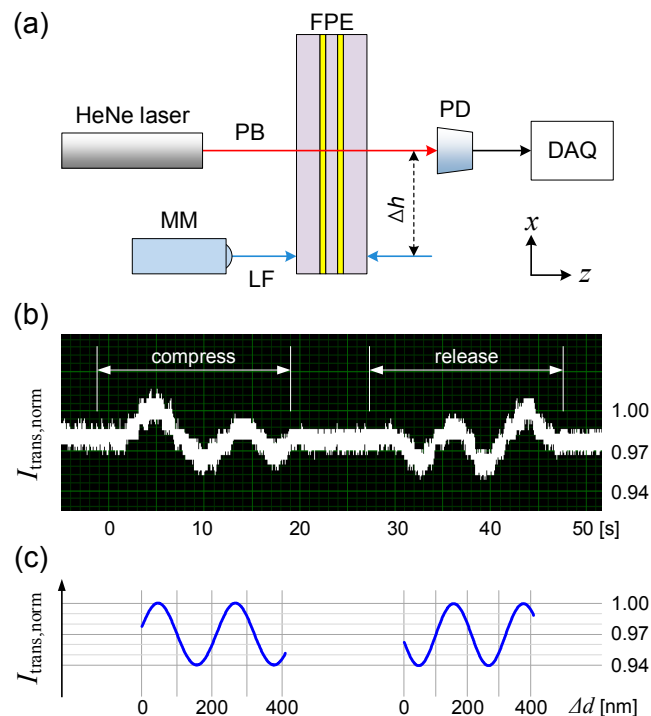 (a)
FPE
HeNe laser
PB
PD
DAQ
Δh
MM
LF
x
z
(b)
compress
release
I trans,norm
1.00
0.97
0.94
0 10 20 30 40 50 [s]
(c)
I trans,norm
1.00
0.97
0.94
0 200 400 0 200 400 Δd [nm]